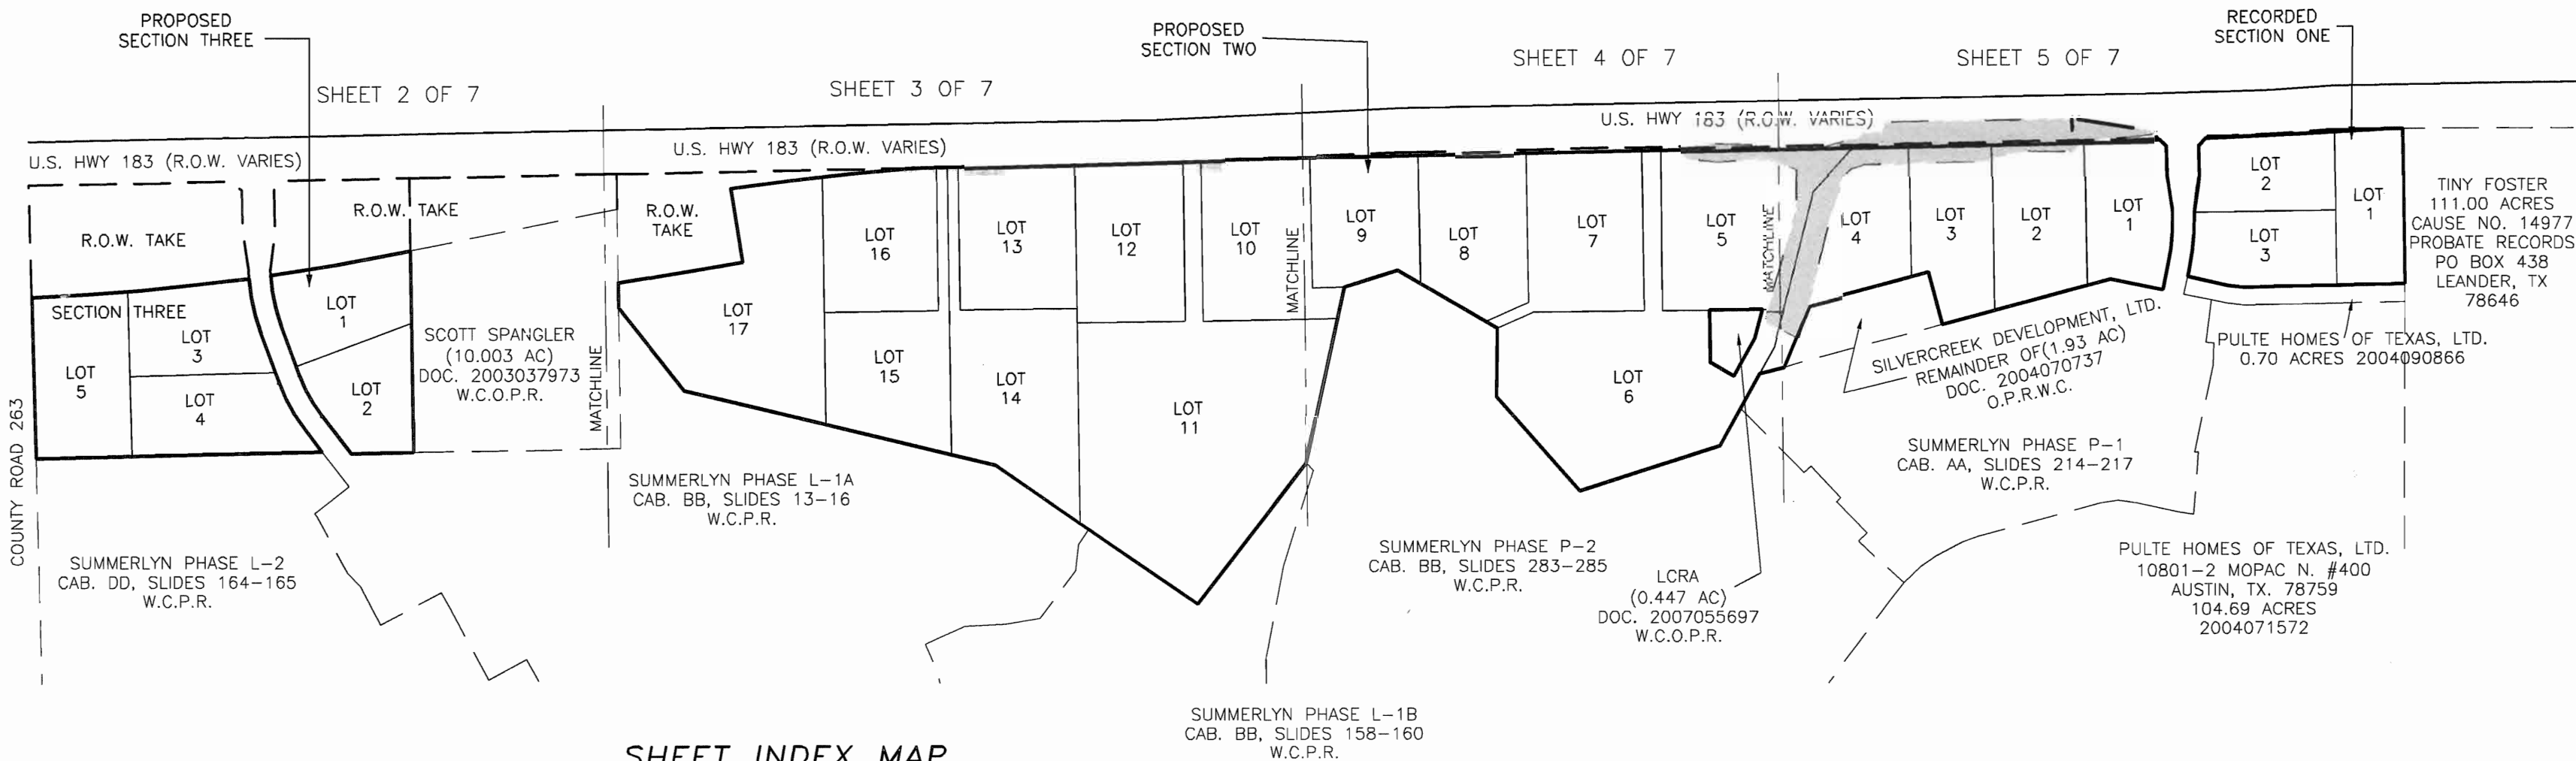 PROPOSED
SECTION THREE
PROPOSED
SECTION TWO
RECORDED
SECTION ONE
SHEET 2 OF 7
SHEET 3 OF 7
SHEET 4 OF 7
SHEET 5 OF 7
U.S. HWY 183 (R.O.W. VARIES)
U.S. HWY 183 (R.O.W. VARIES)
U.S. HWY 183 (R.O.W. VARIES)
R.O.W. TAKE
R.O.W. TAKE
R.O.W.
TAKE
SECTION THREE
LOT
5
LOT
3
LOT
4
LOT
1
LOT
2
SCOTT SPANGLER
(10.003 AC)
DOC. 2003037973
W.C.O.P.R.
MATCHLINE
LOT
17
LOT
16
LOT
15
LOT
13
LOT
14
LOT
12
LOT
11
LOT
10
MATCHLINE
LOT
9
LOT
8
LOT
7
LOT
6
LOT
5
MATCHLINE
LOT
4
LOT
3
LOT
2
LOT
1
LOT
2
LOT
3
LOT
1
TINY FOSTER
111.00 ACRES
CAUSE NO. 14977
PROBATE RECORDS
PO BOX 438
LEANDER, TX
78646
SILVERCREEK DEVELOPMENT, LTD.
REMAINDER OF(1.93 AC)
DOC. 2004070737
O.P.R.W.C.
PULTE HOMES OF TEXAS, LTD.
0.70 ACRES 2004090866
COUNTY ROAD 263
SUMMERLYN PHASE L-2
CAB. DD, SLIDES 164-165
W.C.P.R.
SUMMERLYN PHASE L-1A
CAB. BB, SLIDES 13-16
W.C.P.R.
SUMMERLYN PHASE P-2
CAB. BB, SLIDES 283-285
W.C.P.R.
LCRA
(0.447 AC)
DOC. 2007055697
W.C.O.P.R.
SUMMERLYN PHASE P-1
CAB. AA, SLIDES 214-217
W.C.P.R.
PULTE HOMES OF TEXAS, LTD.
10801-2 MOPAC N. #400
AUSTIN, TX. 78759
104.69 ACRES
2004071572
SUMMERLYN PHASE L-1B
CAB. BB, SLIDES 158-160
W.C.P.R.
SHEET INDEX MAP